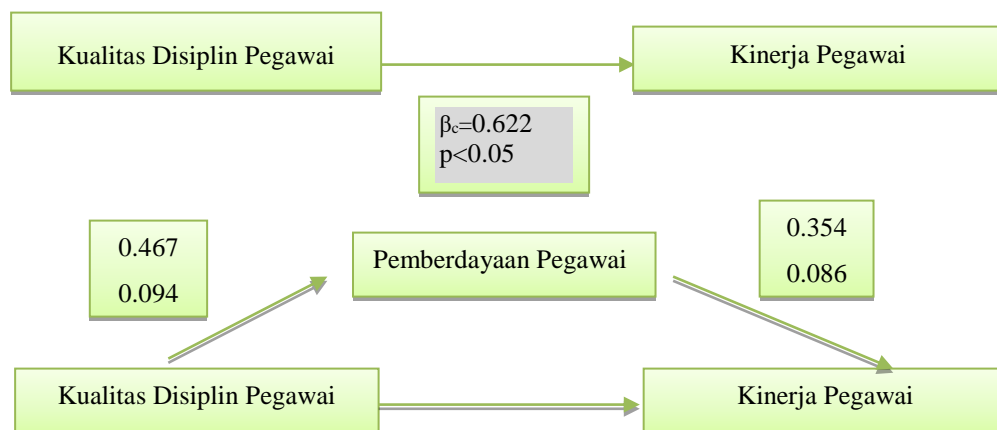 Kualitas Disiplin Pegawai
Kinerja Pegawai
βc=0.622
p<0.05
0.467
0.094
Pemberdayaan Pegawai
0.354
0.086
Kualitas Disiplin Pegawai
Kinerja Pegawai